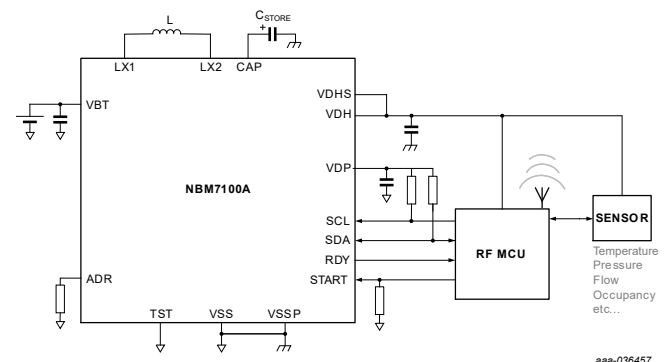 L
CSTORE
+
LX1
LX2
CAP
VDHS
VBT
VDH
VDP
NBM7100A
SCL
SDA
RF MCU
SENSOR
RDY
Temperature
Pressure
Flow
Occupancy
etc...
ADR
START
TST
VSS
VSSP
aaa-036457